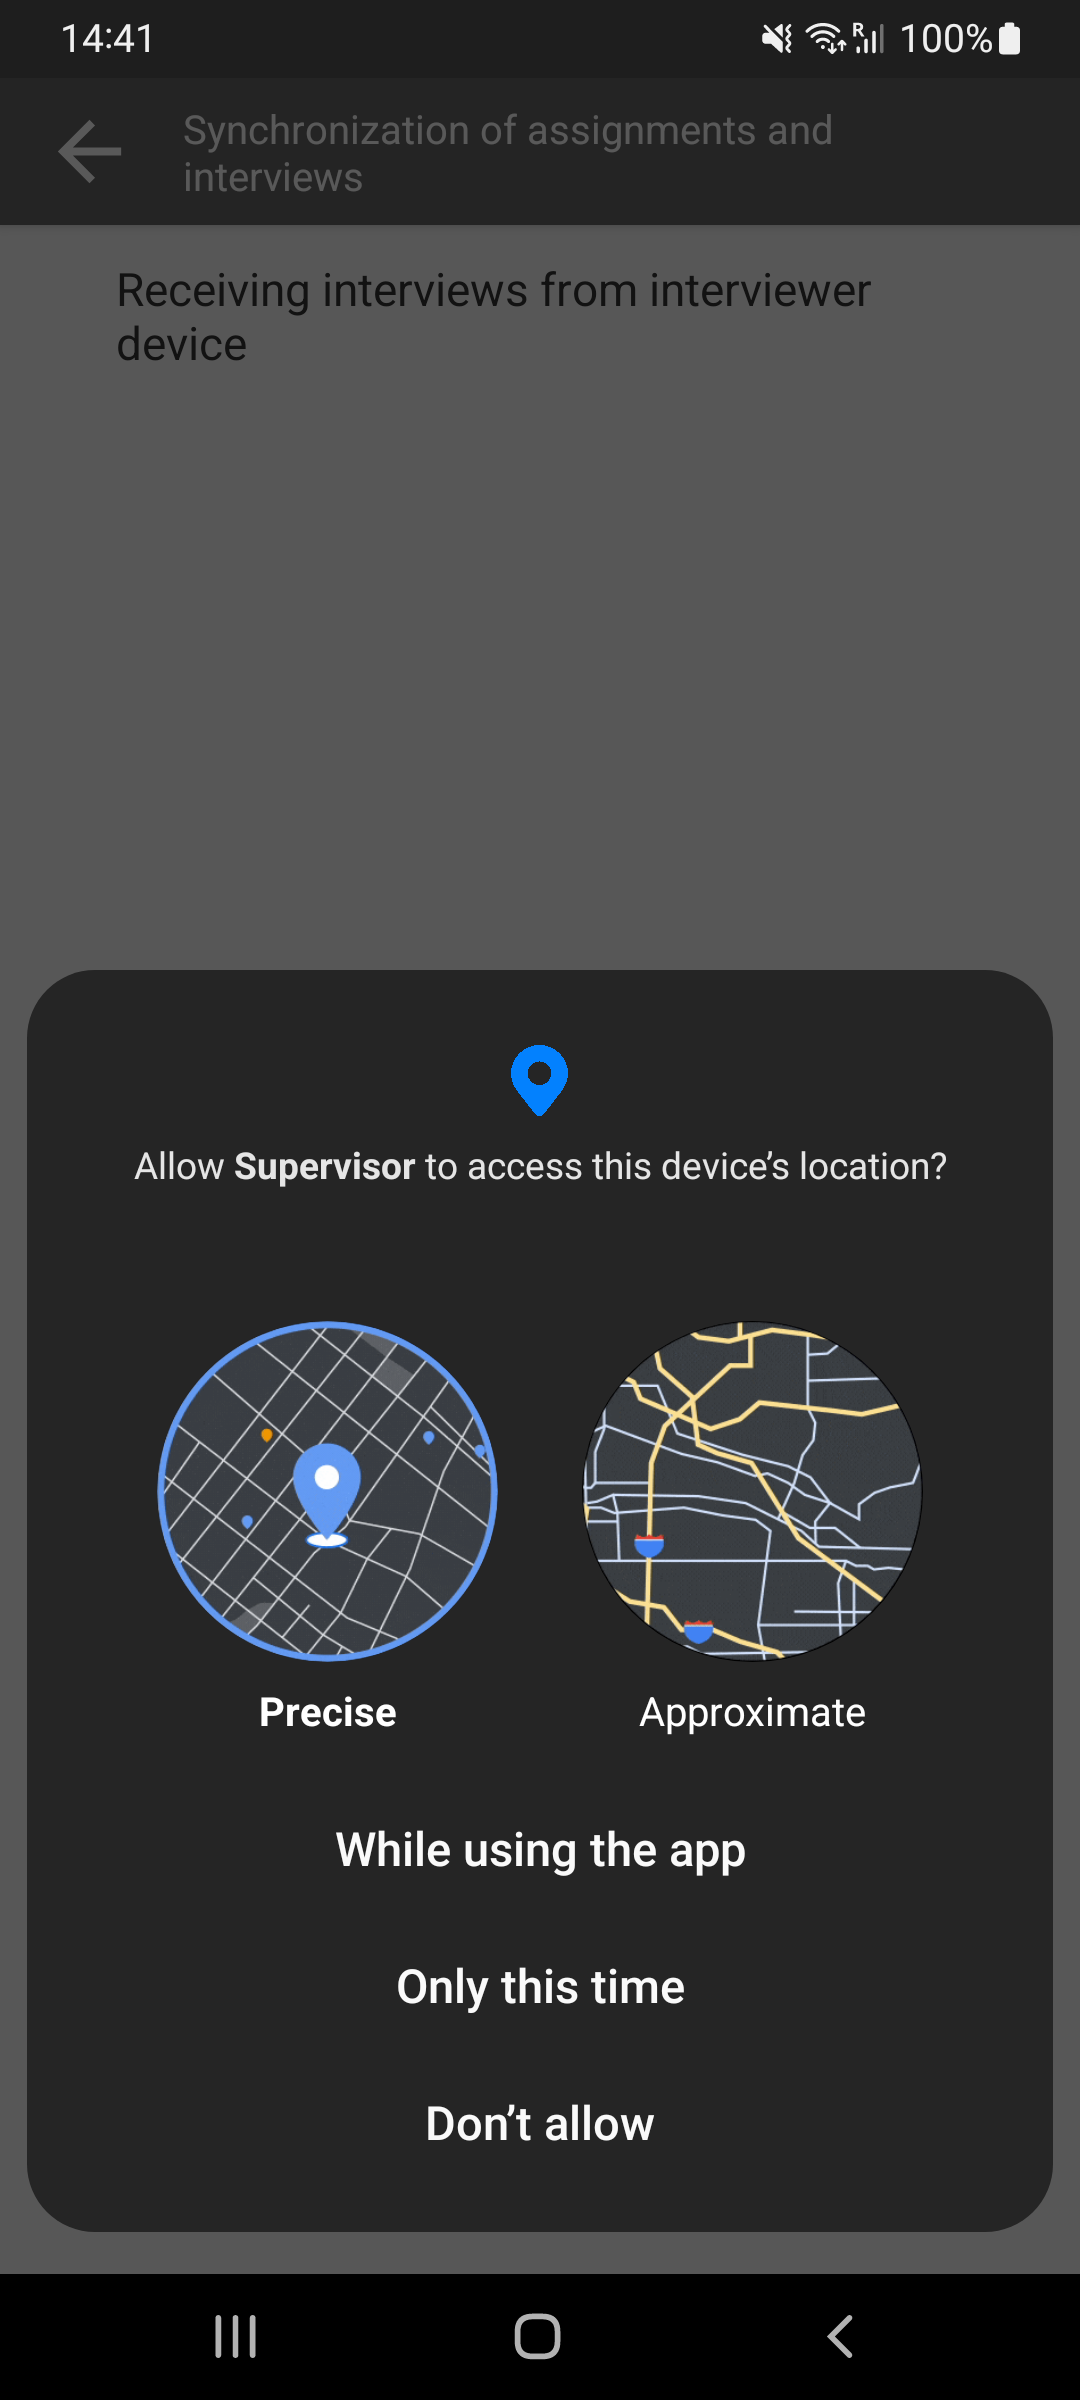 14:41
R
100%
Synchronization of assignments and
interviews
Receiving interviews from interviewer
device
Allow Supervisor to access this device’s location?
Precise
Approximate
While using the app
Only this time
Don’t allow